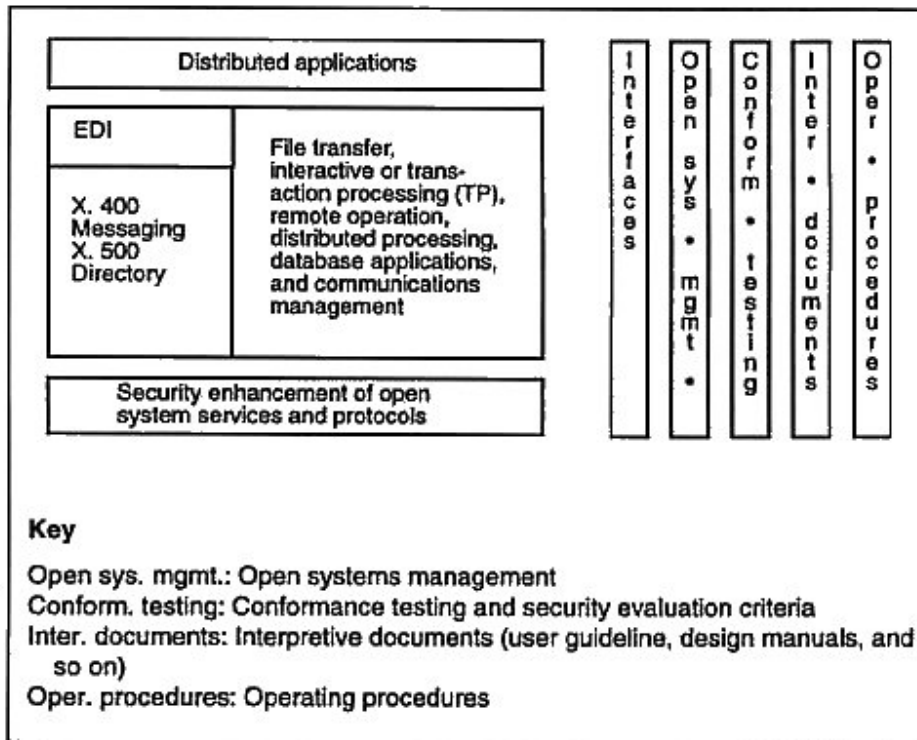 Distributed applications
EDI
X. 400
Messaging
X. 500
Directory
File transfer,
interactive or trans-
action processing (TP),
remote operation,
distributed processing,
database applications,
and communications
management
Security enhancement of open
system services and protocols
Interfaces
Open sys • mgmt •
Conform • testing
Inter • documents
Oper • procedures
Key
Open sys. mgmt.: Open systems management
Conform. testing: Conformance testing and security evaluation criteria
Inter. documents: Interpretive documents (user guideline, design manuals, and
so on)
Oper. procedures: Operating procedures